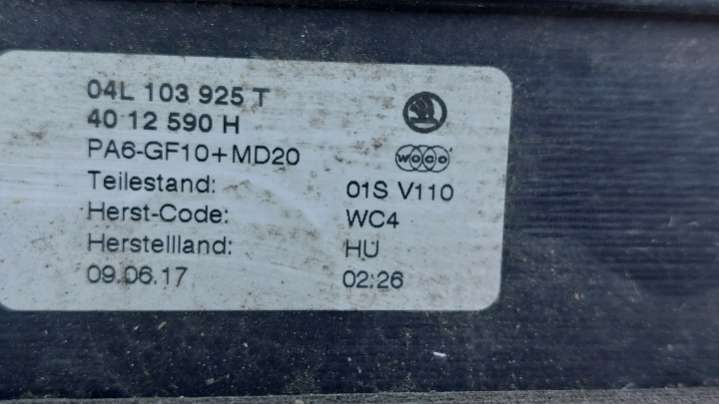 04L 103 925 T
40 12 590 H
PA6-GF10+MD20
woco
Teilestand: 01S V110
Herst-Code: WC4
Herstellland: HU
09.06.17 02:26